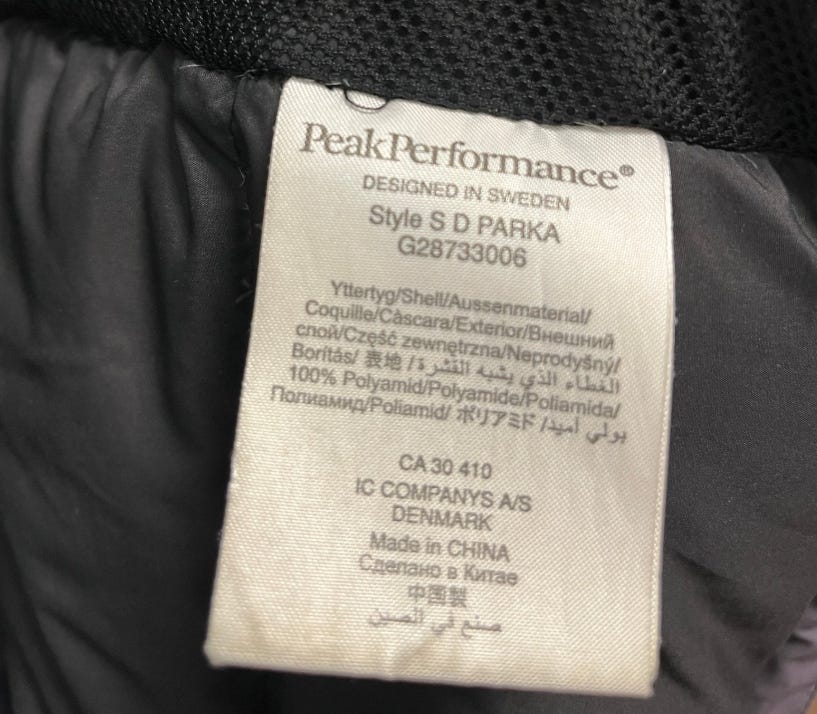 PeakPerformance®
DESIGNED IN SWEDEN
Style S D PARKA
G28733006
Yttertyg/Shell/Aussenmaterial/
Coquille/Càscara/Exterior/Внешний
слой/Część zewnętrzna/Neprodyšný/
Borítás/ 表地 / الغطاء الذي يشبه القشرة/
100% Polyamid/Polyamide/Poliamida/
Полиамид/Poliamid/ ポリアミド /بولي أميد/
CA 30 410
IC COMPANYS A/S
DENMARK
Made in CHINA
Сделано в Китае
中国製
صنع في الصين